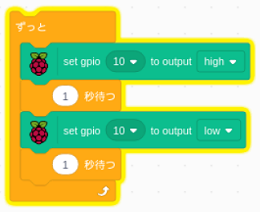 ずっと
set gpio 10 to output high
1 秒待つ
set gpio 10 to output low
1 秒待つ